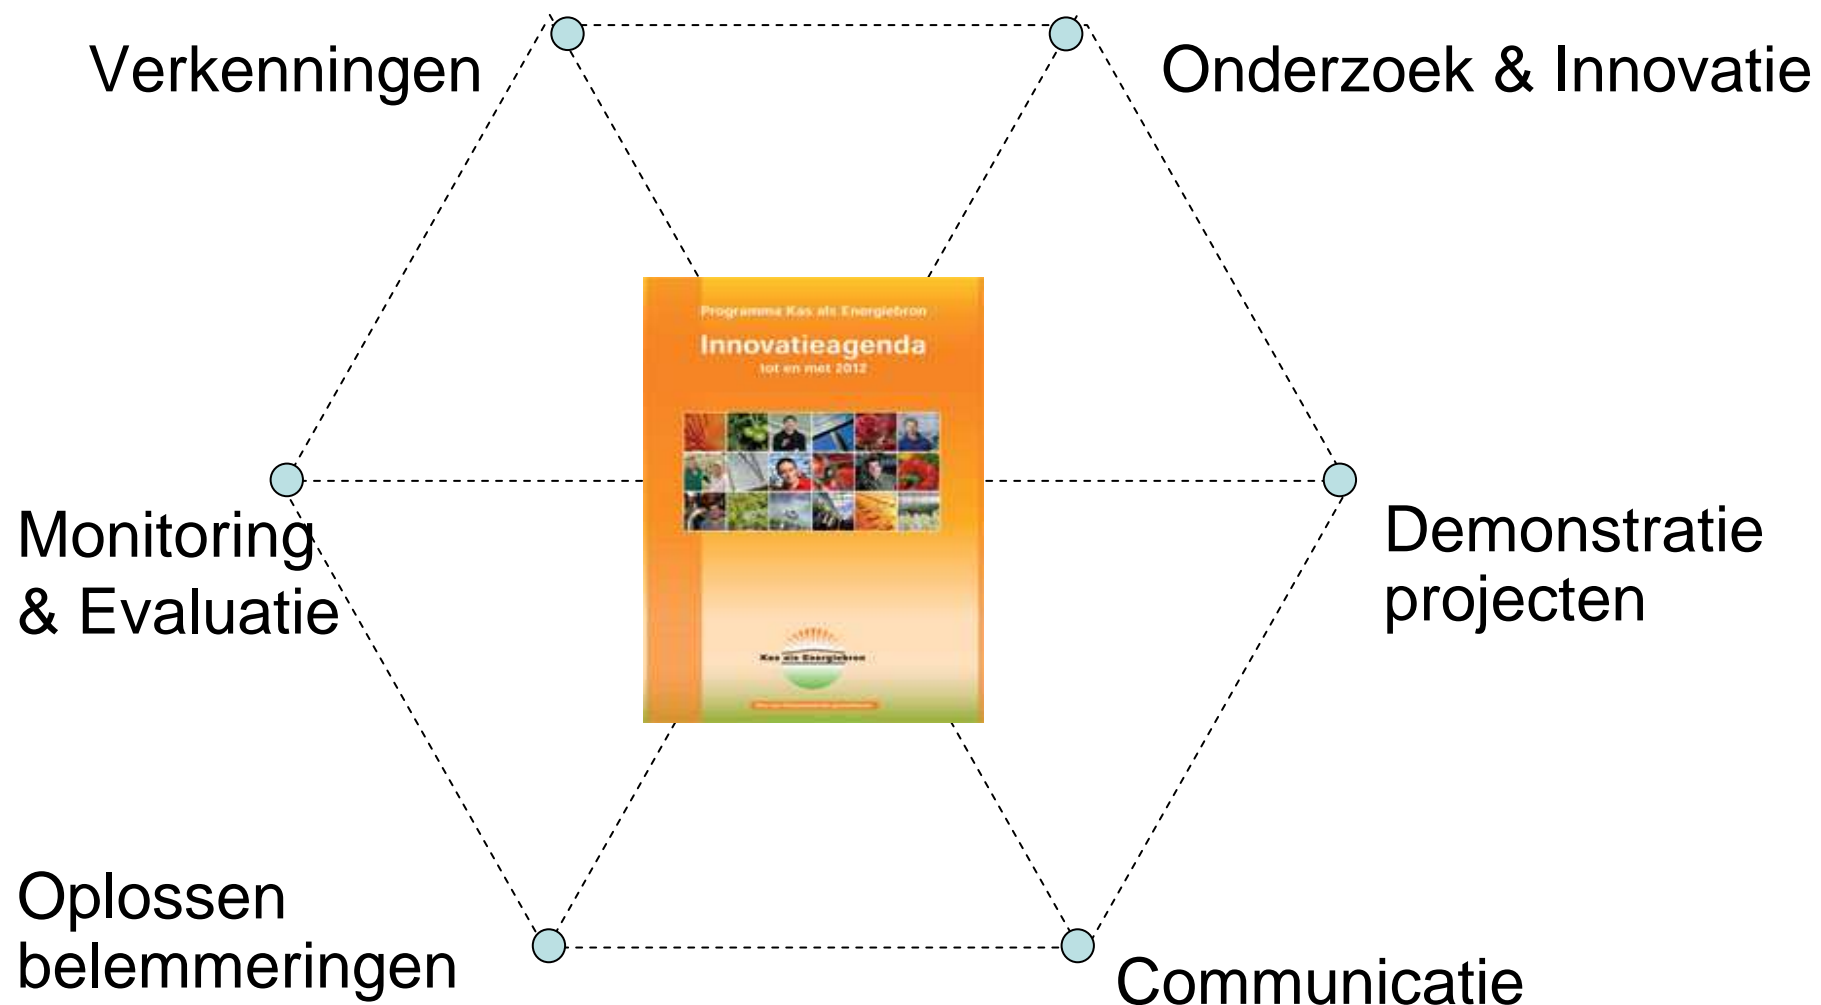 Verkenningen
Onderzoek & Innovatie
Programma Kas als Energiebron
Innovatieagenda
tot en met 2012
Monitoring
& Evaluatie
Demonstratie
projecten
Kas als Energiebron
Oplossen
belemmeringen
Communicatie